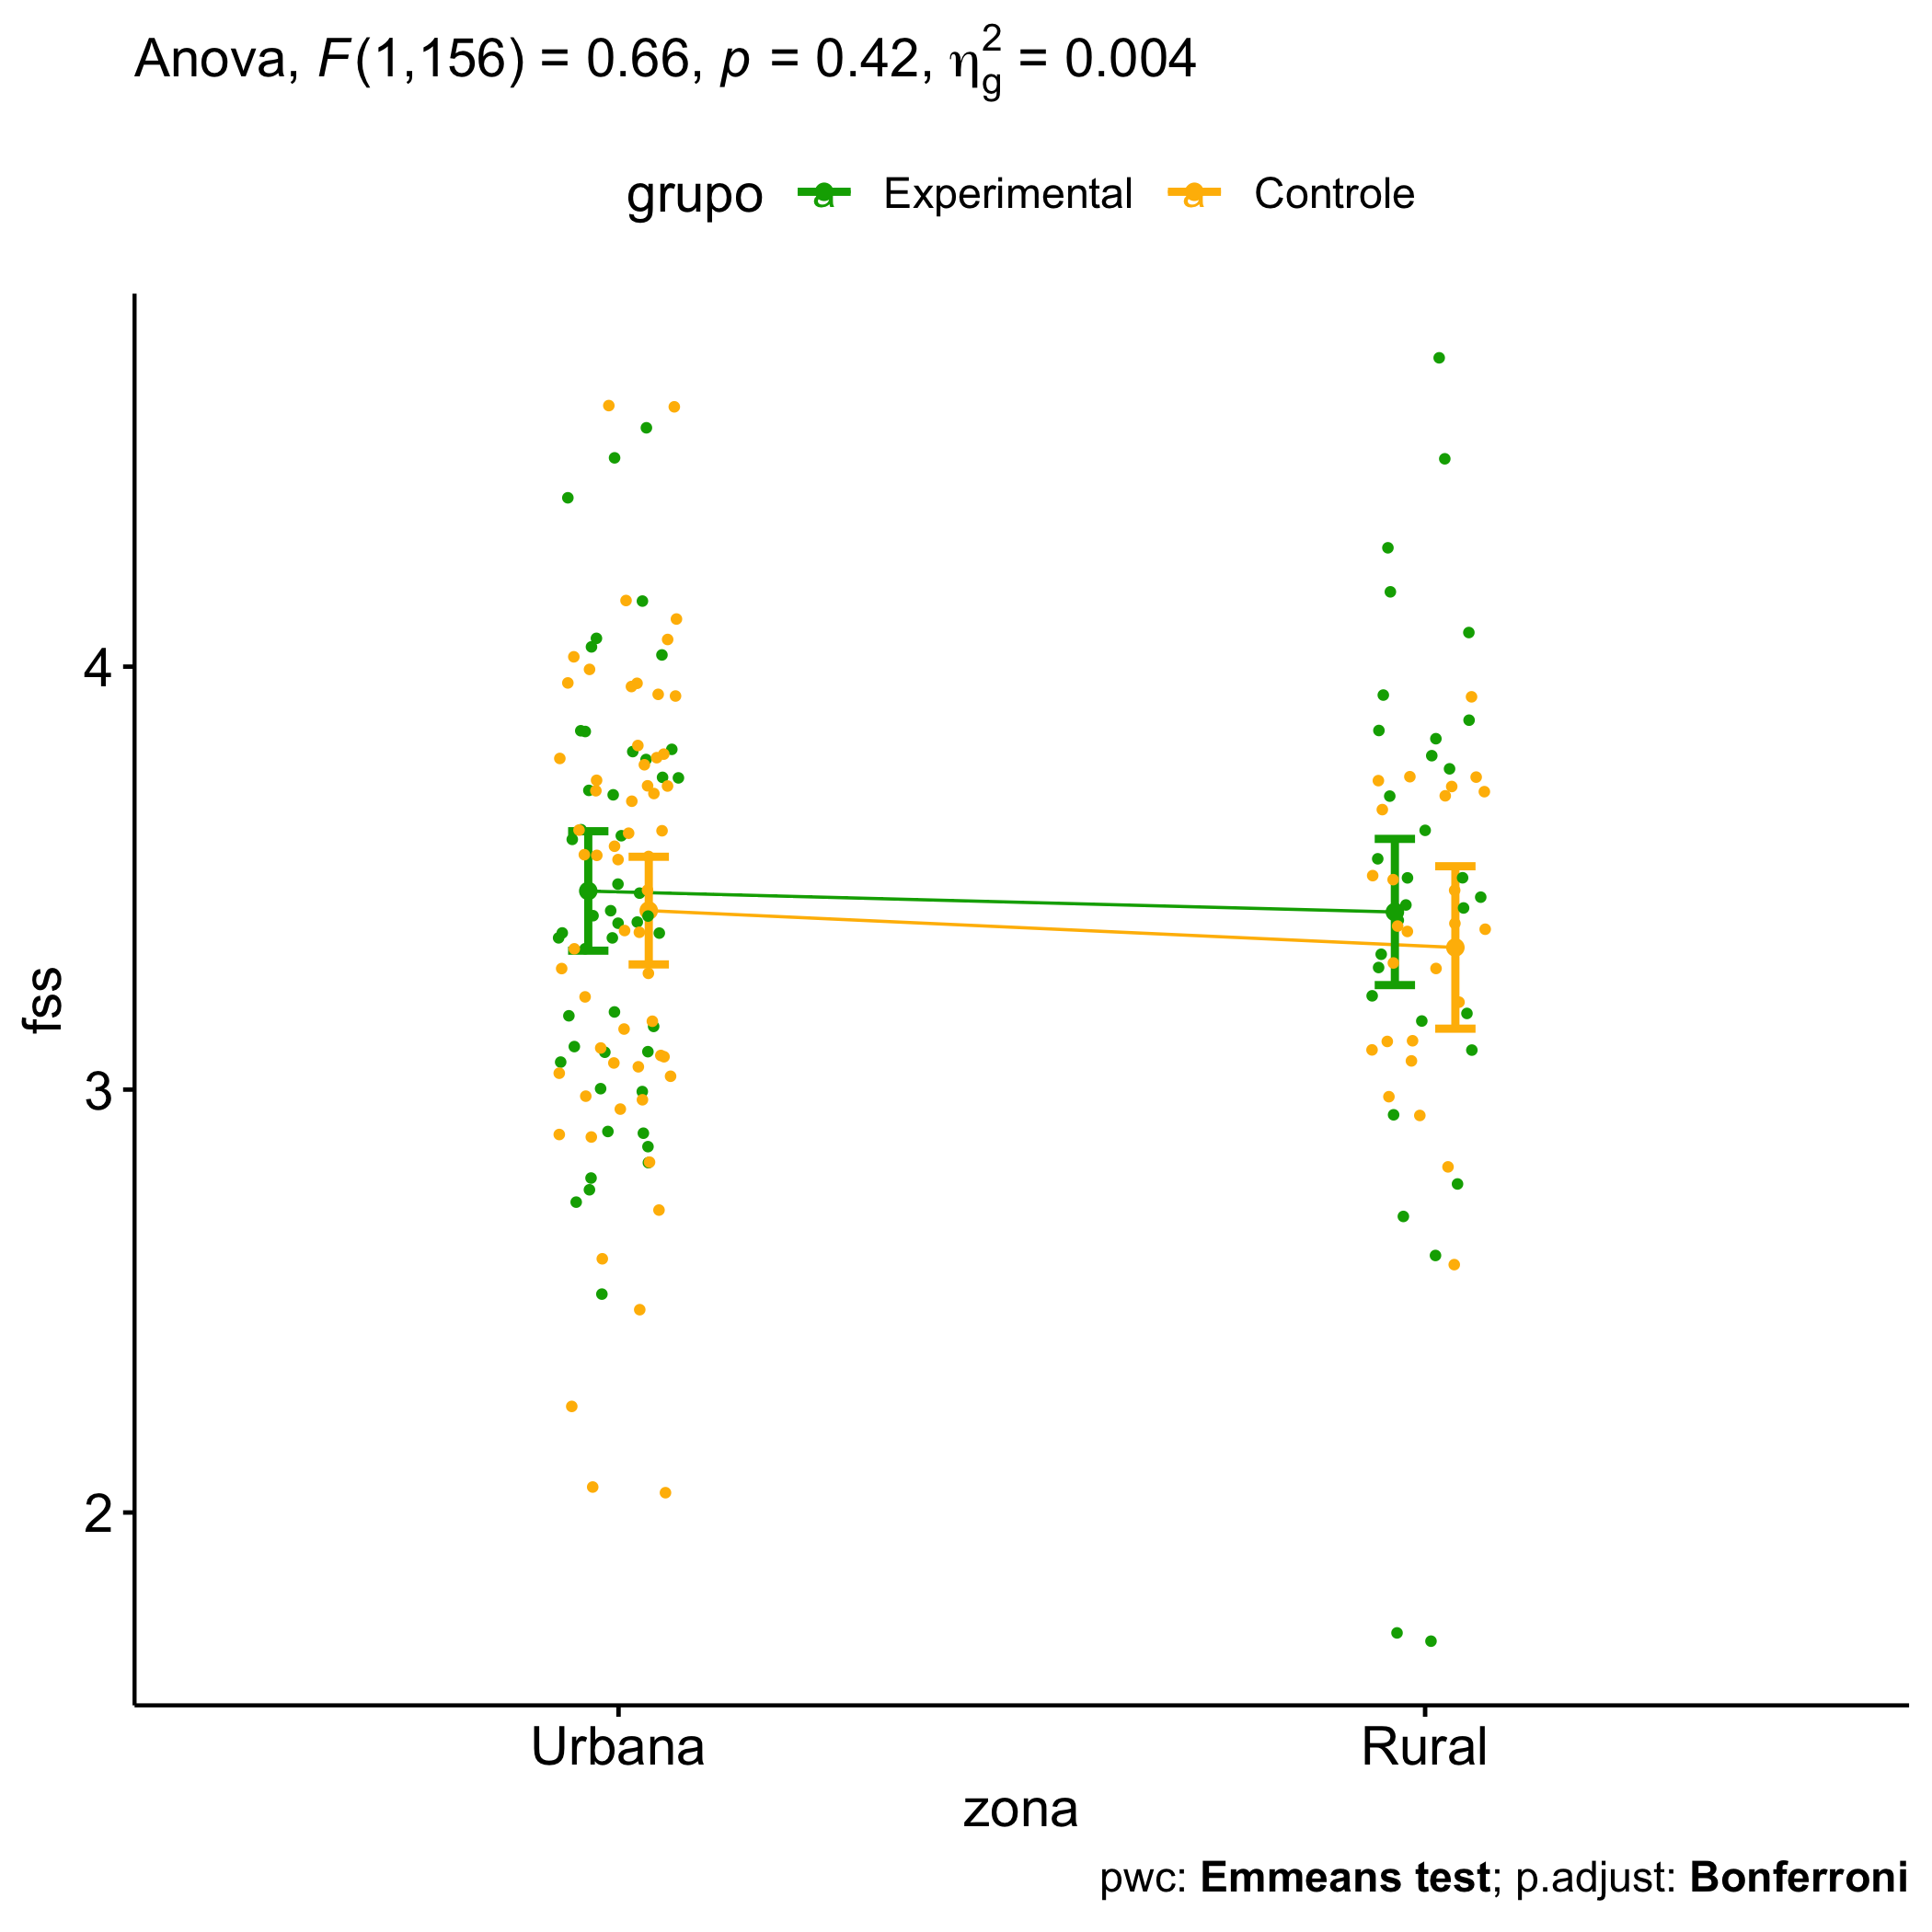 Anova, F(1,156) = 0.66, p = 0.42, η²g = 0.004
grupo Experimental Controle
fss
4
3
2
Urbana Rural
zona
pwc: Emmeans test; p.adjust: Bonferroni